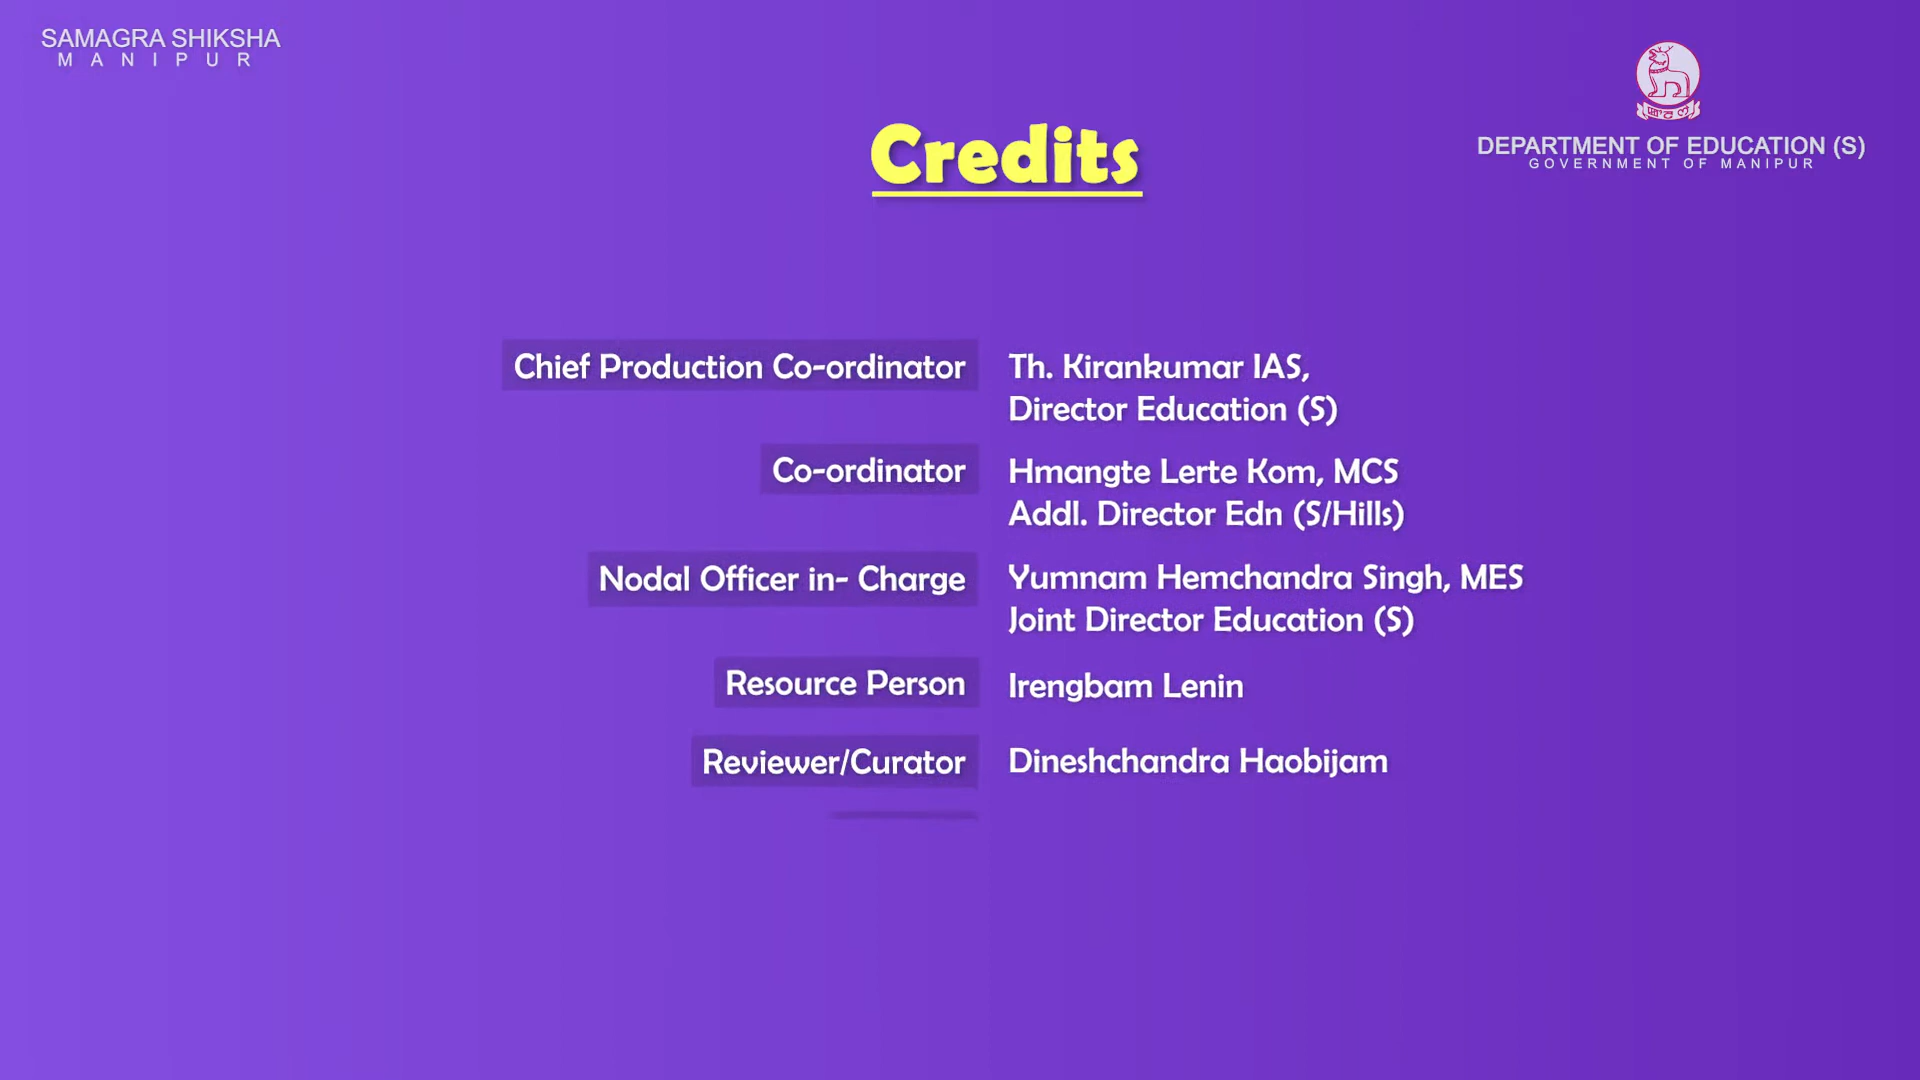 SAMAGRA SHIKSHA
MANIPUR
DEPARTMENT OF EDUCATION (S)
GOVERNMENT OF MANIPUR
Credits
Chief Production Co-ordinator Th. Kirankumar IAS,
Director Education (S)
Co-ordinator Hmangte Lerte Kom, MCS
Addl. Director Edn (S/Hills)
Nodal Officer in- Charge Yumnam Hemchandra Singh, MES
Joint Director Education (S)
Resource Person Irengbam Lenin
Reviewer/Curator Dineshchandra Haobijam